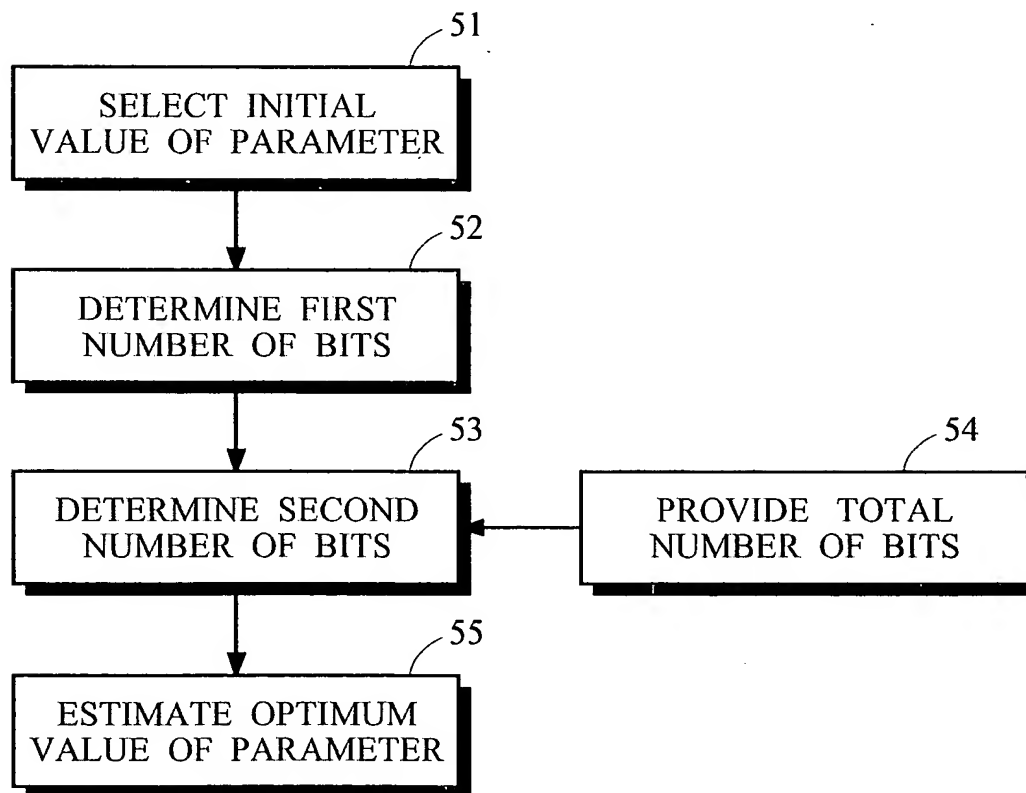 51
SELECT INITIAL
VALUE OF PARAMETER
52
DETERMINE FIRST
NUMBER OF BITS
53
DETERMINE SECOND
NUMBER OF BITS
54
PROVIDE TOTAL
NUMBER OF BITS
55
ESTIMATE OPTIMUM
VALUE OF PARAMETER